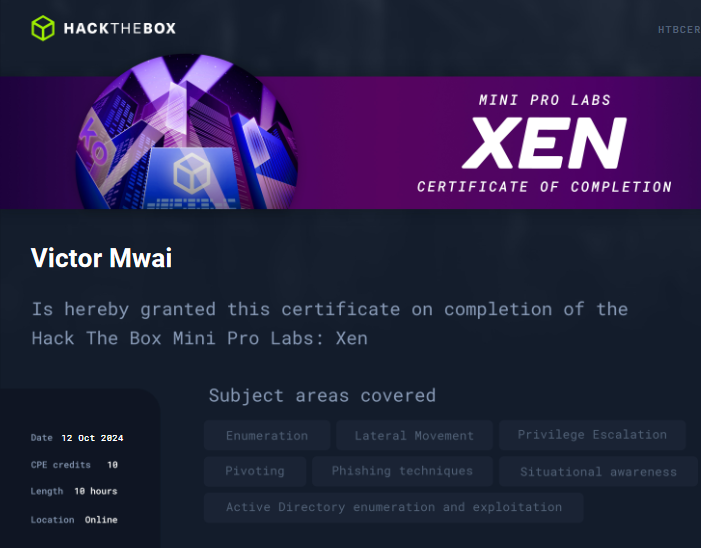 HACKTHEBOX
HTBCER
MINI PRO LABS
XEN
CERTIFICATE OF COMPLETION
Victor Mwai
Is hereby granted this certificate on completion of the
Hack The Box Mini Pro Labs: Xen
Subject areas covered
Enumeration Lateral Movement Privilege Escalation
Pivoting Phishing techniques Situational awareness
Active Directory enumeration and exploitation
Date 12 Oct 2024
CPE credits 10
Length 10 hours
Location Online